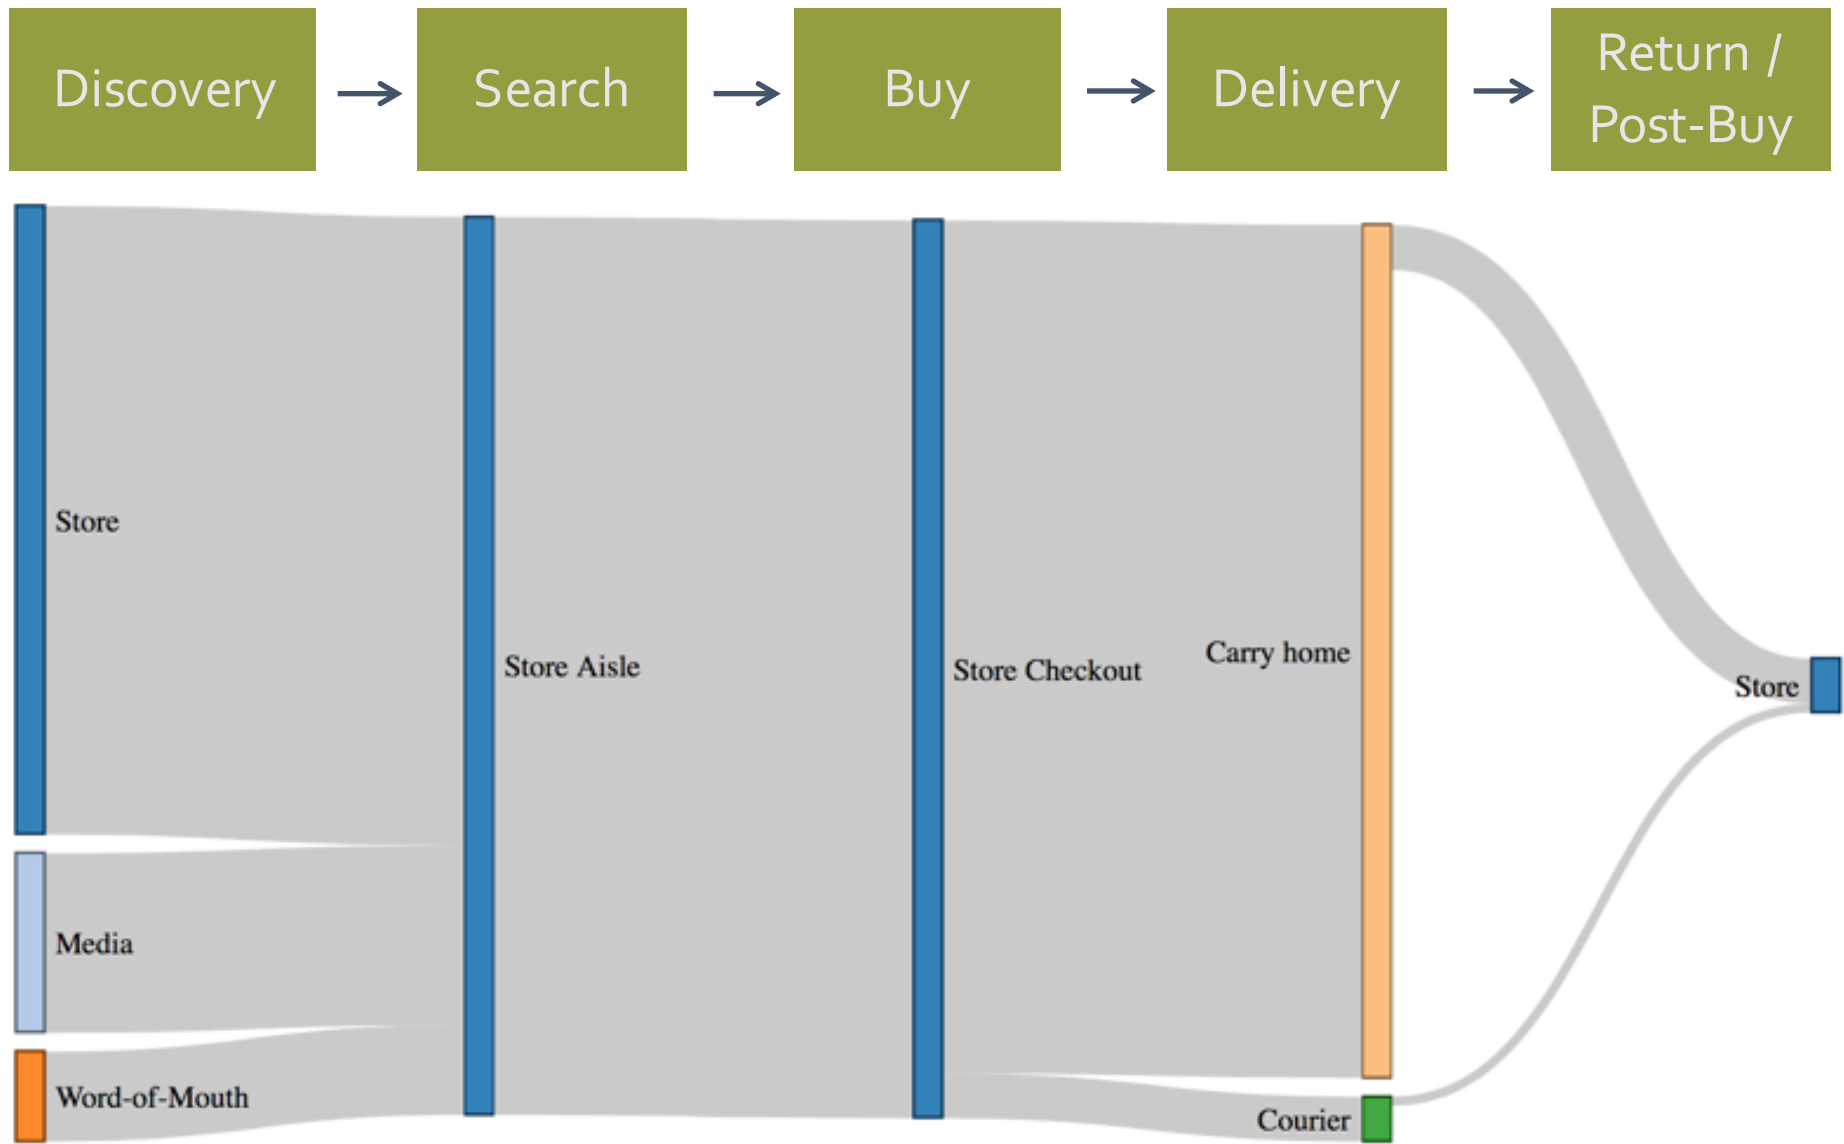 Discovery
Search
Buy
Delivery
Return /
Post-Buy
Store
Media
Word-of-Mouth
Store Aisle
Store Checkout
Carry home
Courier
Store